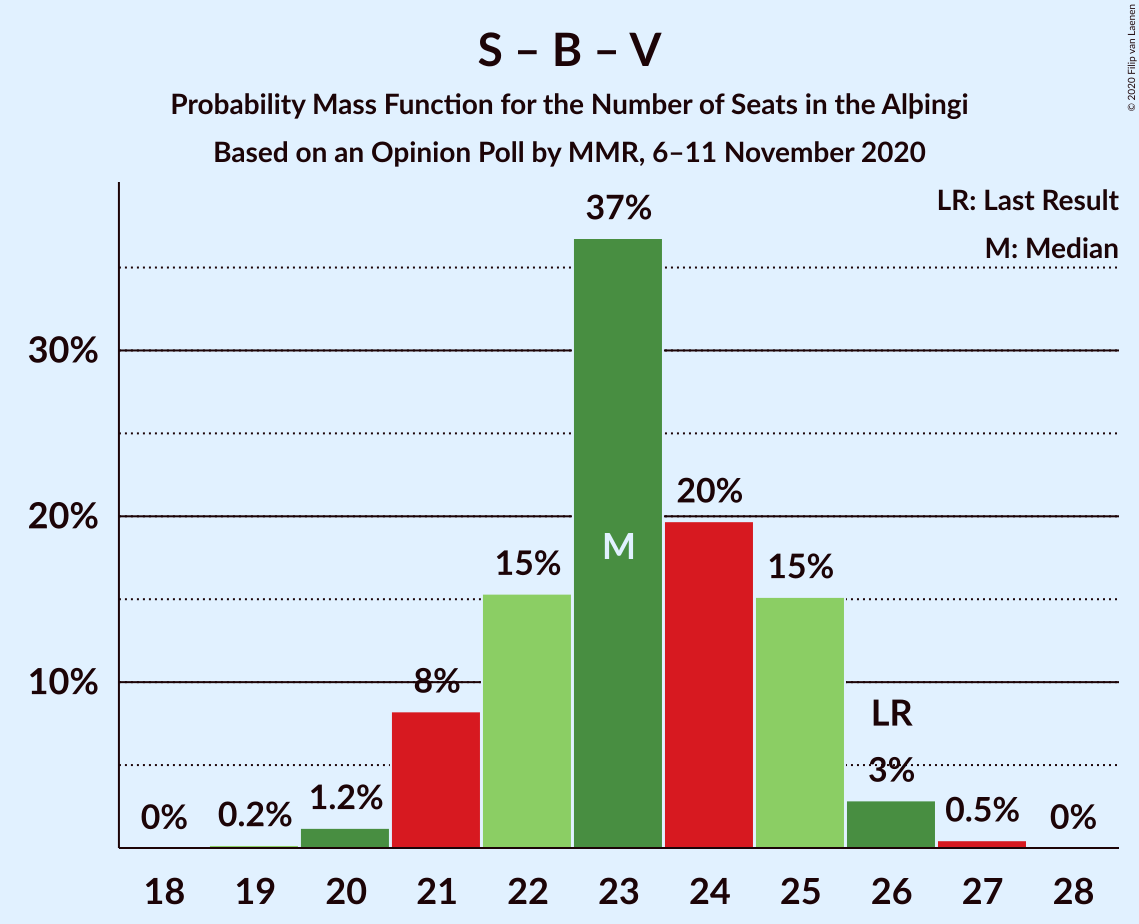 S – B – V
Probability Mass Function for the Number of Seats in the Alþingi
Based on an Opinion Poll by MMR, 6–11 November 2020
© 2020 Filip van Laenen
LR: Last Result
M: Median
30%
20%
10%
0%
0.2%
1.2%
8%
15%
37%
M
20%
15%
LR
3%
0.5%
0%
18 19 20 21 22 23 24 25 26 27 28